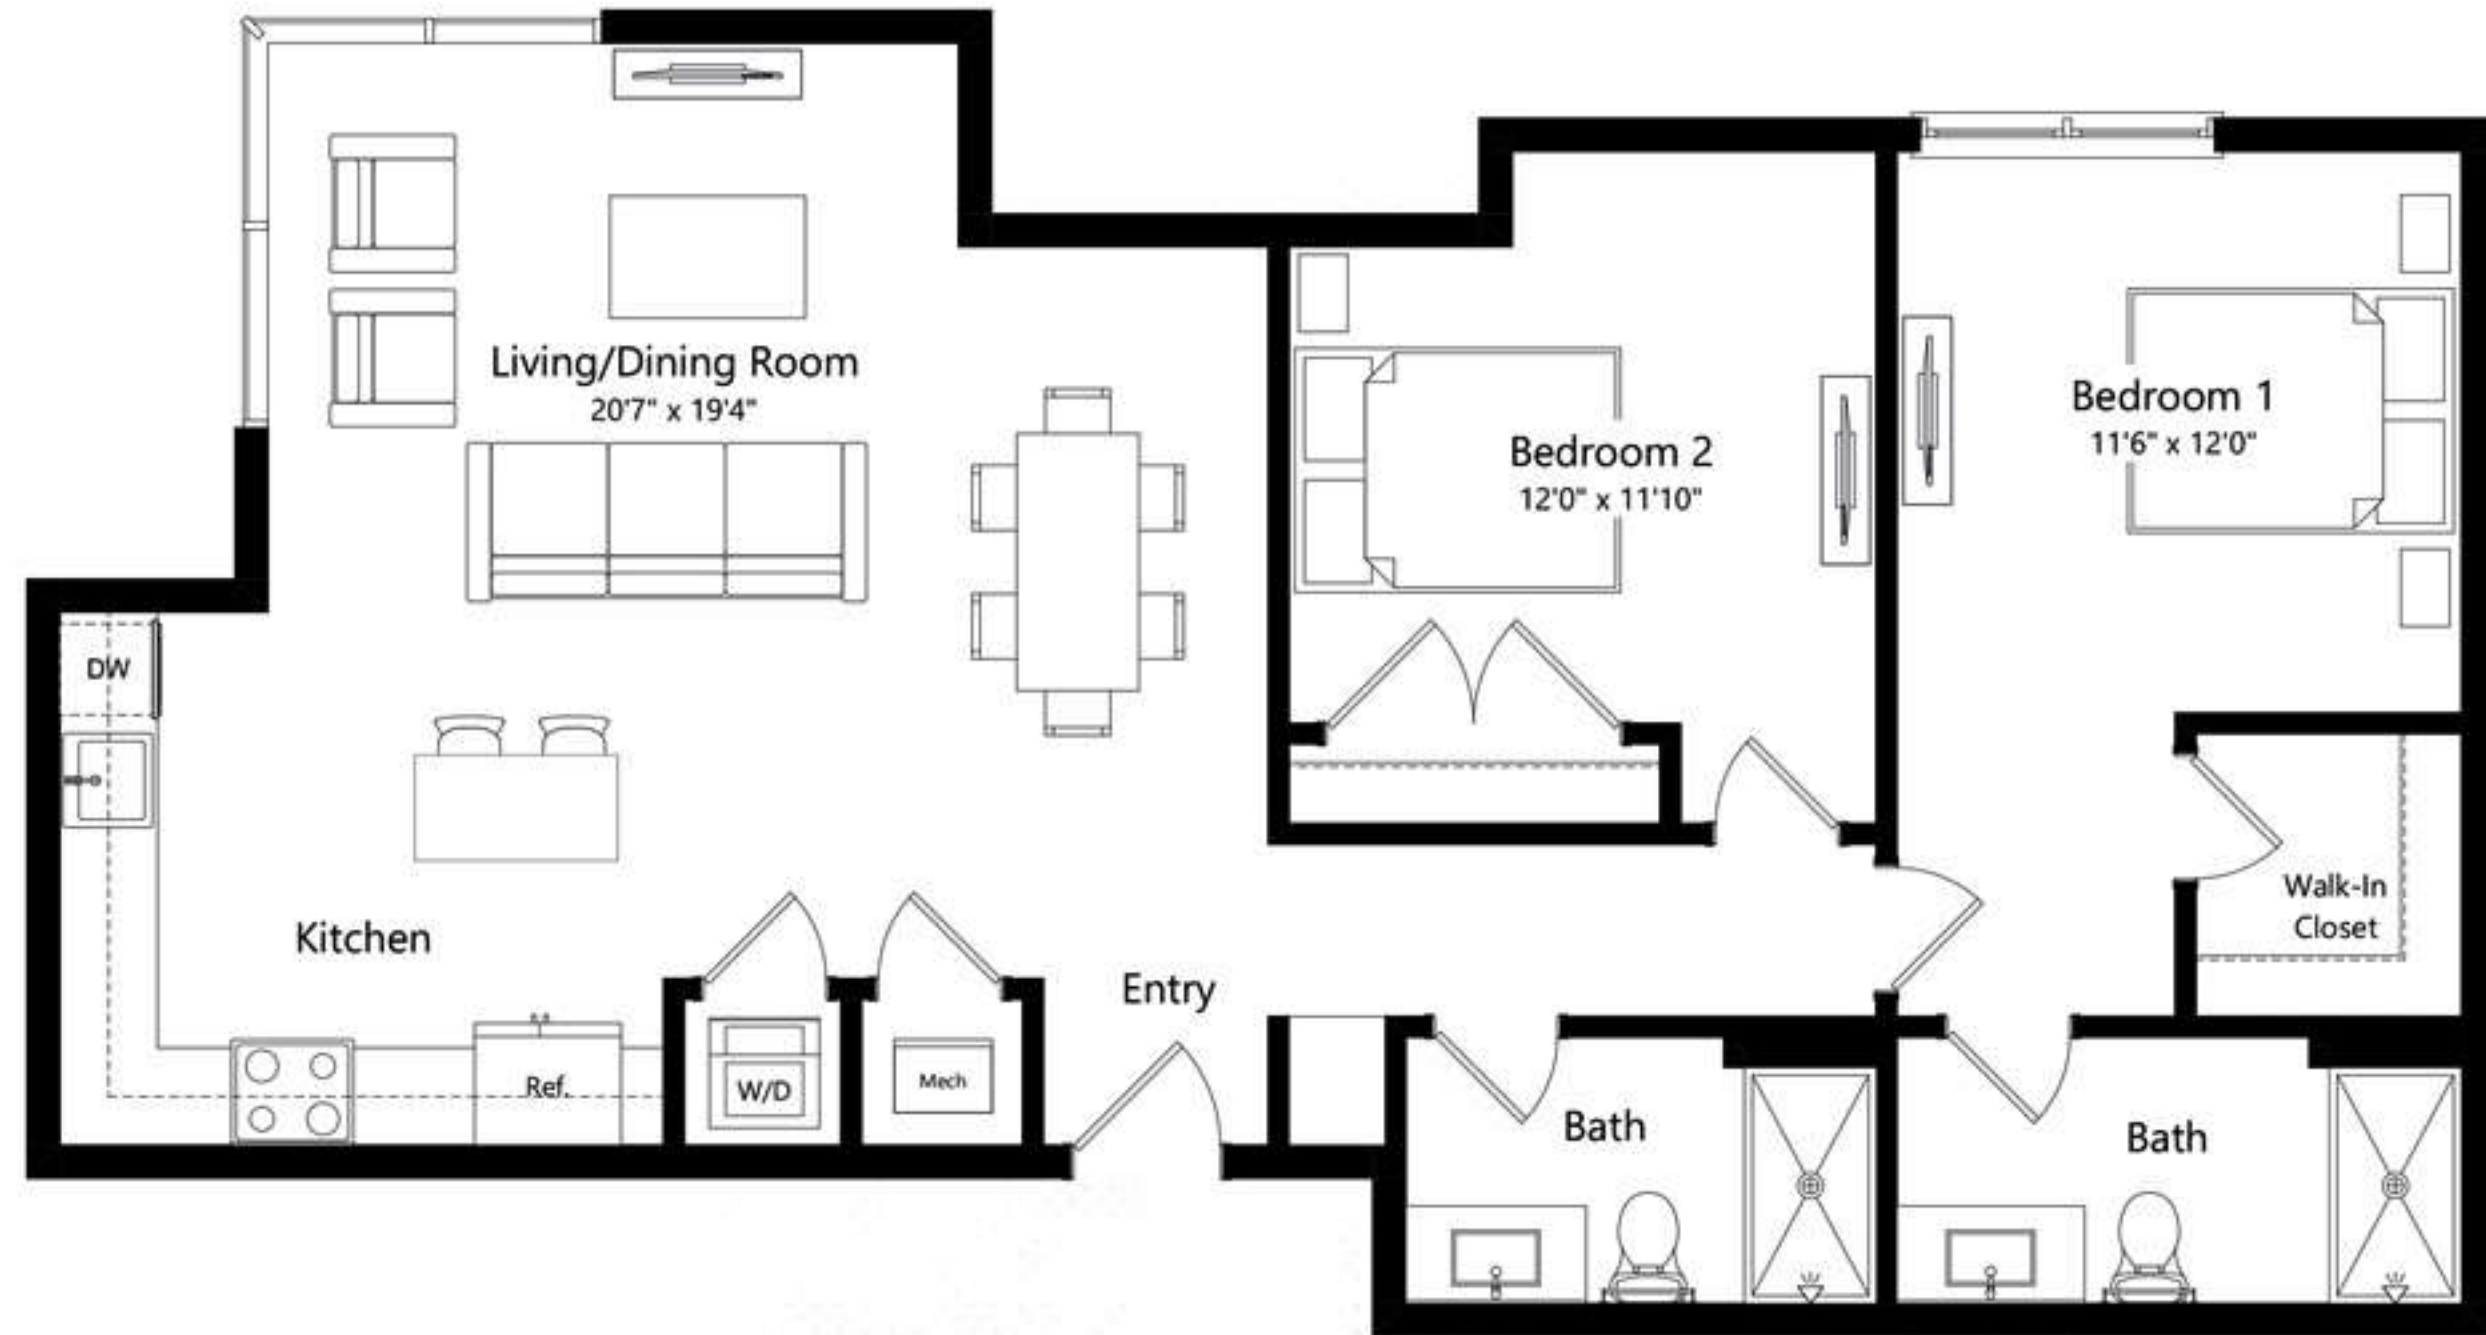 Living/Dining Room
20'7" x 19'4"
Bedroom 1
11'6" x 12'0"
Bedroom 2
12'0" x 11'10"
DW
Walk-In
Closet
Kitchen
Entry
Ref.
W/D
Mech
Bath
Bath